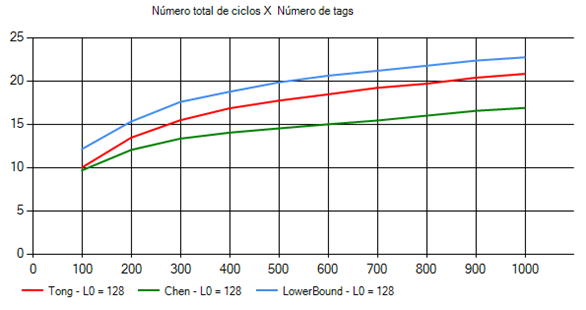 Número total de ciclos X  Número de tags
25
20
15
10
5
0
0 100 200 300 400 500 600 700 800 900 1000
Tong - L0 = 128 Chen - L0 = 128 LowerBound - L0 = 128